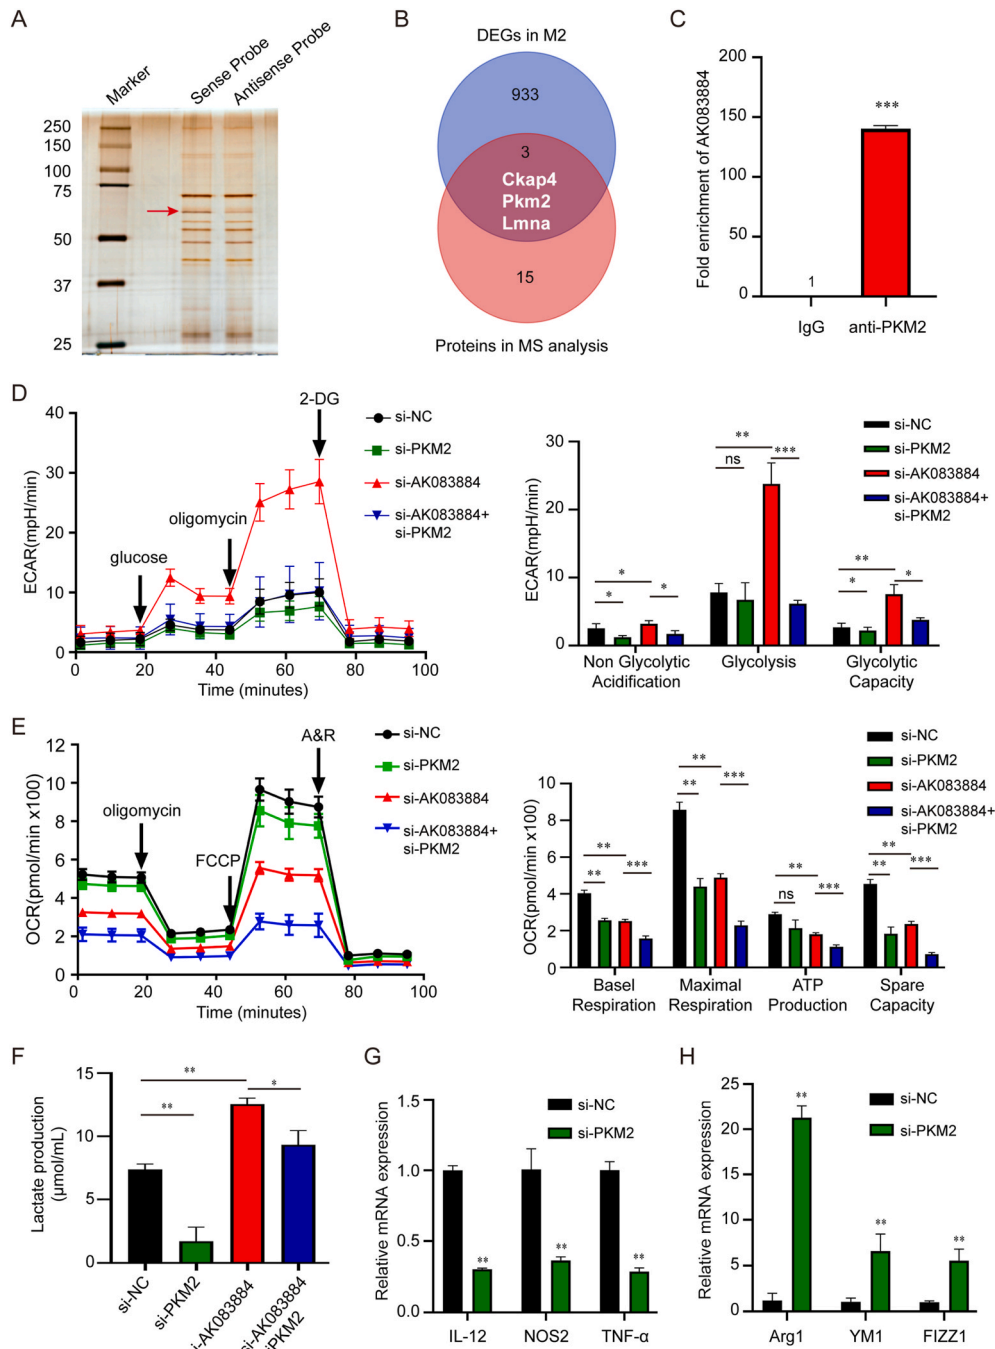 A
Marker
Sense Probe
Antisense Probe
250
150
100
75
50
37
25
B
DEGs in M2
933
3
Ckap4
Pkm2
Lmna
15
Proteins in MS analysis
C
Fold enrichment of AK083884
200
150
100
50
0
***
1
IgG
anti-PKM2
D
ECAR(mpH/min)
40
30
20
10
0
glucose
oligomycin
2-DG
0
20
40
60
80
100
Time (minutes)
si-NC
si-PKM2
si-AK083884
si-AK083884+
si-PKM2
ECAR(mpH/min)
30
20
10
0
* *
*
** ***
ns
**
* *
Non Glycolytic
Acidification
Glycolysis
Glycolytic
Capacity
si-NC
si-PKM2
si-AK083884
si-AK083884+
si-PKM2
E
OCR(pmol/min x100)
12
10
8
6
4
2
0
oligomycin
FCCP
A&R
0
20
40
60
80
100
Time (minutes)
si-NC
si-PKM2
si-AK083884
si-AK083884+
si-PKM2
OCR(pmol/min x100)
10
8
6
4
2
0
**
** ***
**
** ***
**
ns ***
**
** ***
Basel
Respiration
Maximal
Respiration
ATP
Production
Spare
Capacity
si-NC
si-PKM2
si-AK083884
si-AK083884+
si-PKM2
F
Lactate production
(μmol/mL)
15
10
5
0
** *
**
si-NC
si-PKM2
si-AK083884
si-AK083884
G
Relative mRNA expression
1.5
1.0
0.5
0.0
si-NC
si-PKM2
** ** **
IL-12
NOS2
TNF-α
H
Relative mRNA expression
25
20
15
10
5
0
si-NC
si-PKM2
** ** **
Arg1
YM1
FIZZ1